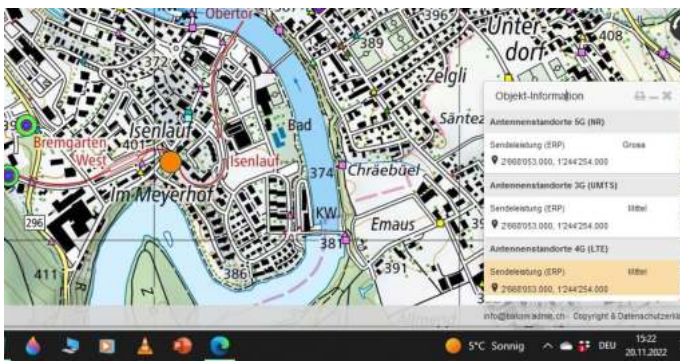 Obertor
396
Unter-
dorf
408
389
372
Zelgli
Isenlauf
401
Bad
Bremgarten
West
Isenlauf
374
Chräebüel
Im Meyerhof
296
KW
381
Emaus
391
411
386
Objekt-Information
Antennenstandorte 5G (NR)
Sendeleistung (ERP) Gross
2'668'053.000, 1'244'254.000
Antennenstandorte 3G (UMTS)
Sendeleistung (ERP) Mittel
2'668'053.000, 1'244'254.000
Antennenstandorte 4G (LTE)
Sendeleistung (ERP) Mittel
2'668'053.000, 1'244'254.000
info@bakom.admin.ch - Copyright & Datenschutzerklä
5°C Sonnig DEU 15:22
20.11.2022